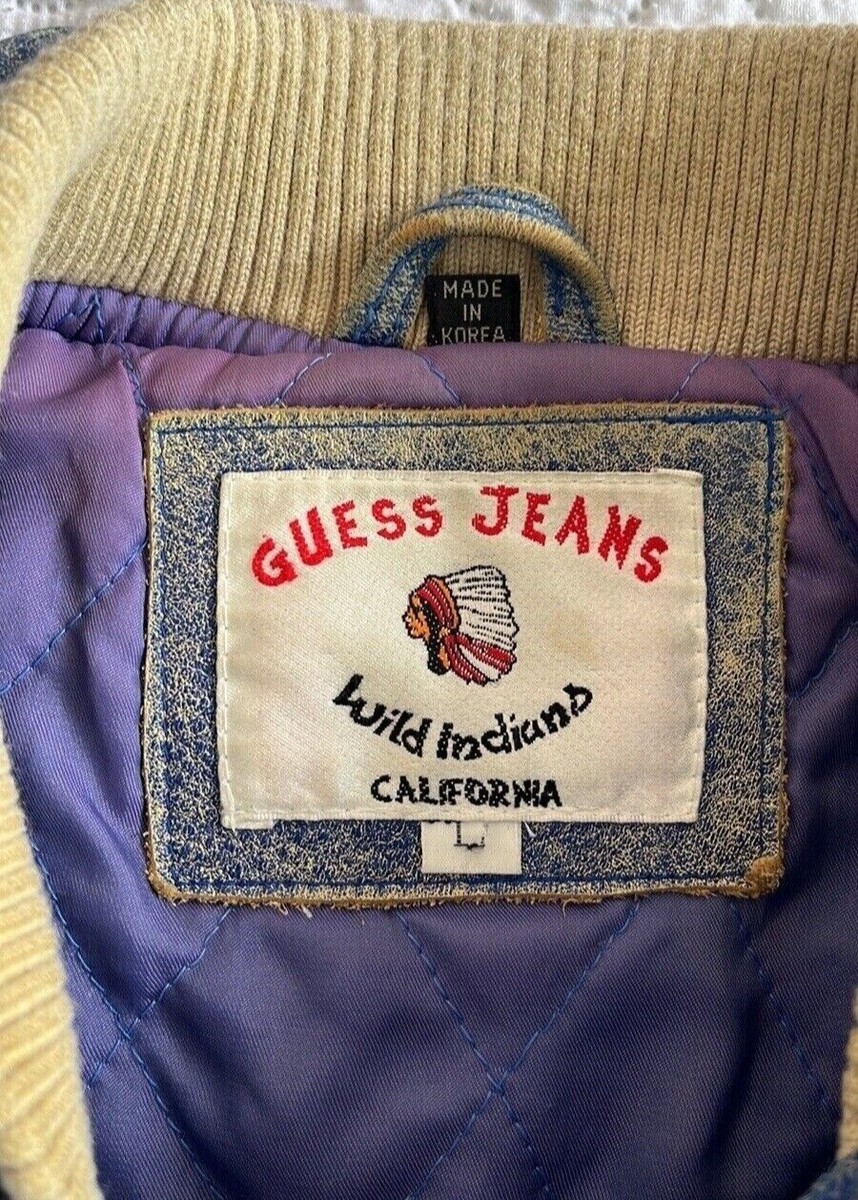 MADE
IN
KOREA
GUESS JEANS
Wild Indians
CALIFORNIA
L